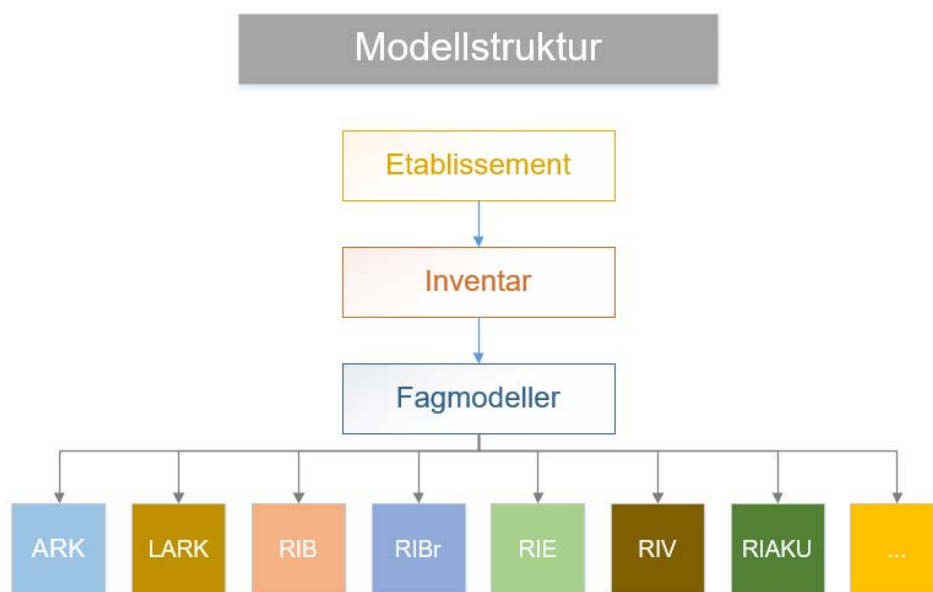 Modellstruktur
Etablissement
Inventar
Fagmodeller
ARK LARK RIB RIBr RIE RIV RIAKU ...